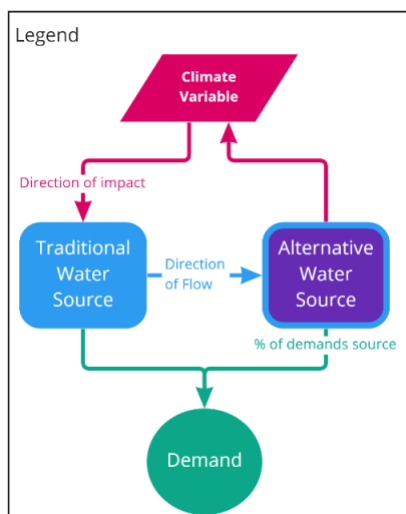 Legend
Climate
Variable
Direction of impact
Traditional
Water
Source
Direction
of Flow
Alternative
Water
Source
% of demands source
Demand